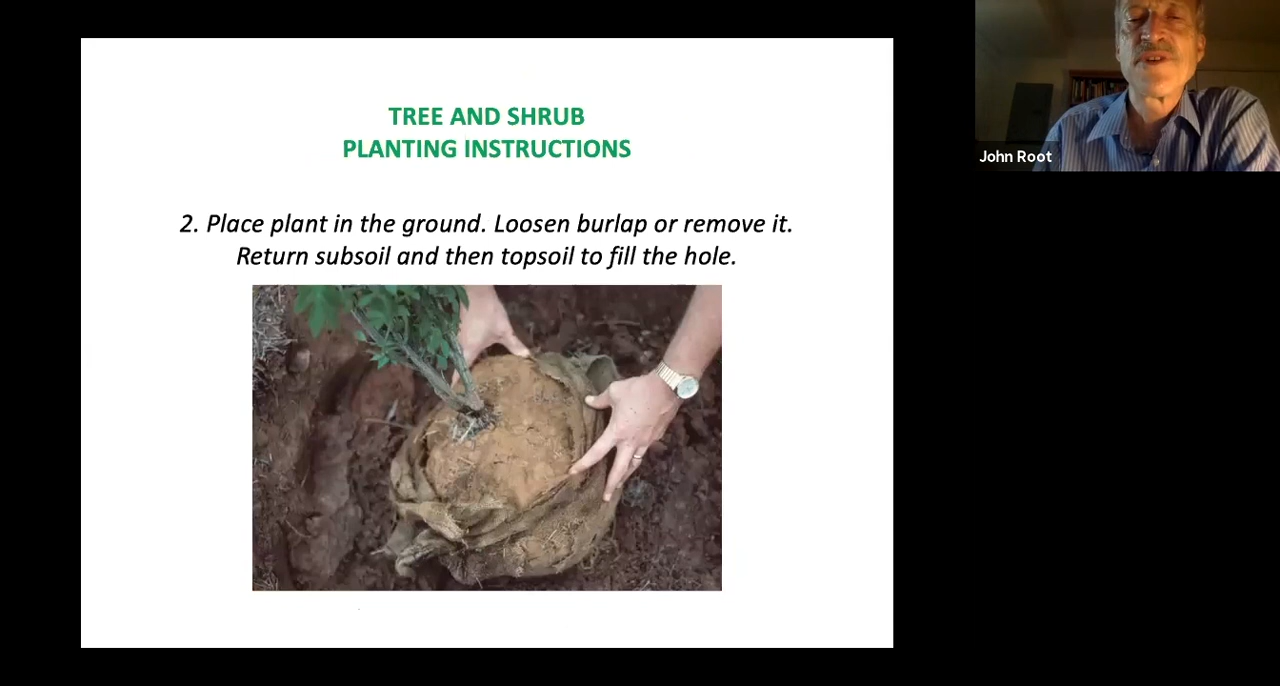 TREE AND SHRUB
PLANTING INSTRUCTIONS
2. Place plant in the ground. Loosen burlap or remove it.
Return subsoil and then topsoil to fill the hole.
John Root